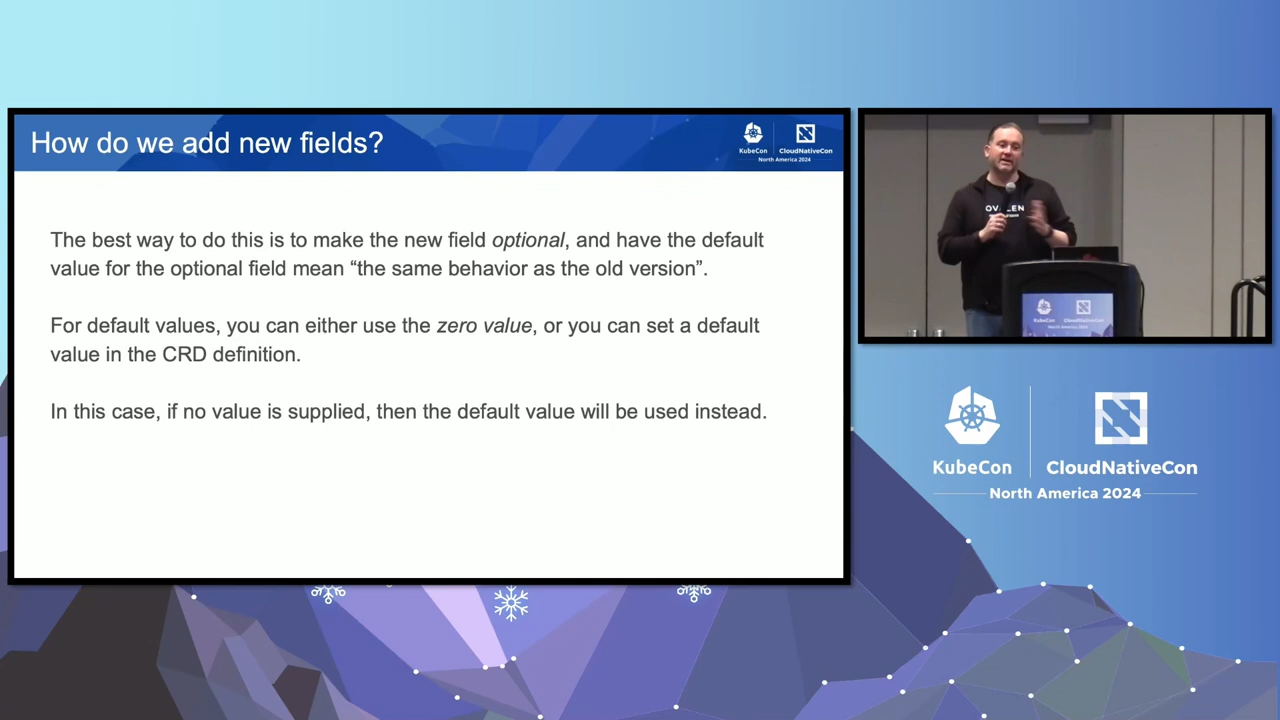 How do we add new fields?
KubeCon
CloudNativeCon
North America 2024
The best way to do this is to make the new field optional, and have the default
value for the optional field mean “the same behavior as the old version”.
For default values, you can either use the zero value, or you can set a default
value in the CRD definition.
In this case, if no value is supplied, then the default value will be used instead.
KubeCon
CloudNativeCon
North America 2024